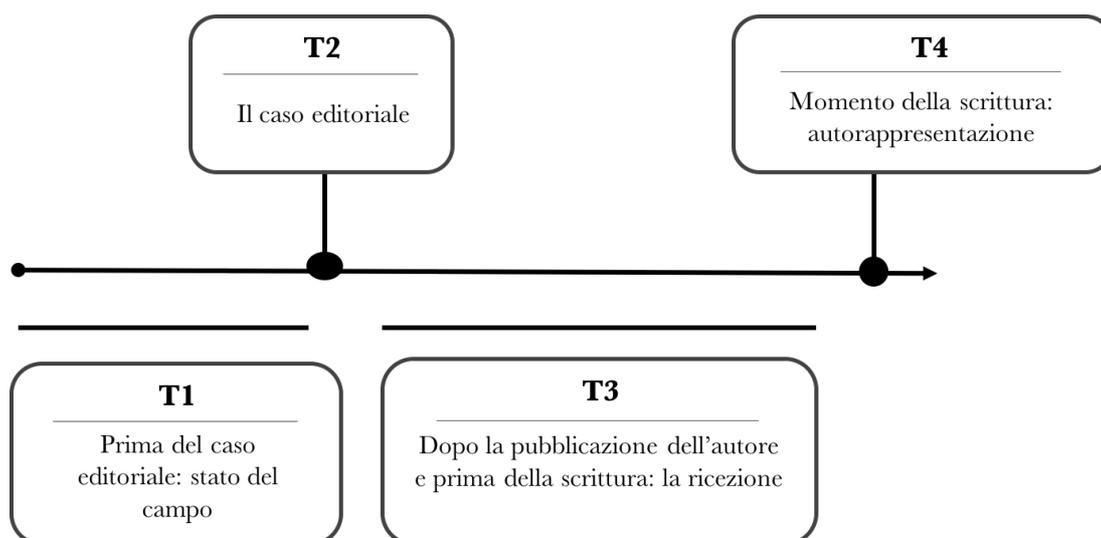 T2
Il caso editoriale
T4
Momento della scrittura:
autorappresentazione
T1
Prima del caso
editoriale: stato del
campo
T3
Dopo la pubblicazione dell’autore
e prima della scrittura: la ricezione